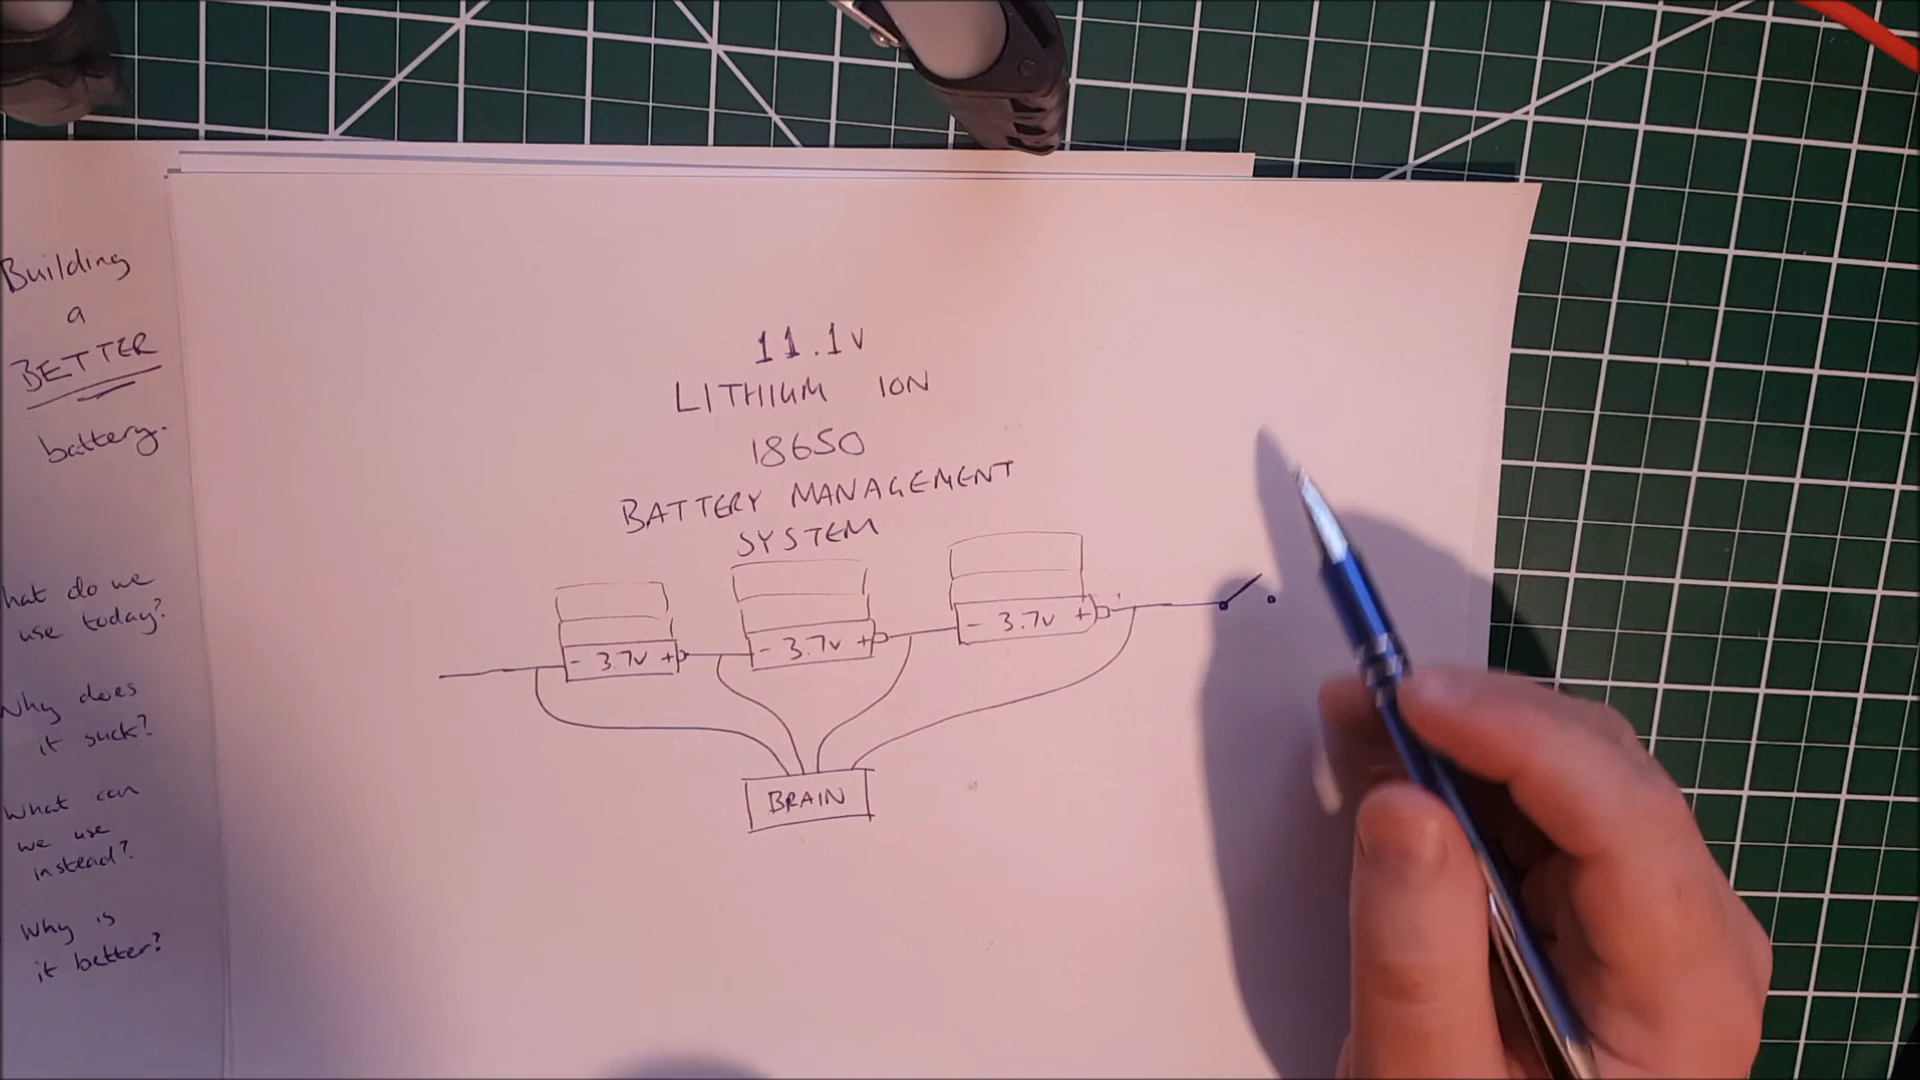 Building
a
BETTER
battery.
hat do we
use today?
Why does
it suck?
What can
we use
instead?
Why is
it better?
11.1v
LITHIUM ION
18650
BATTERY MANAGEMENT
SYSTEM
- 3.7v +
- 3.7v +
- 3.7v +
BRAIN